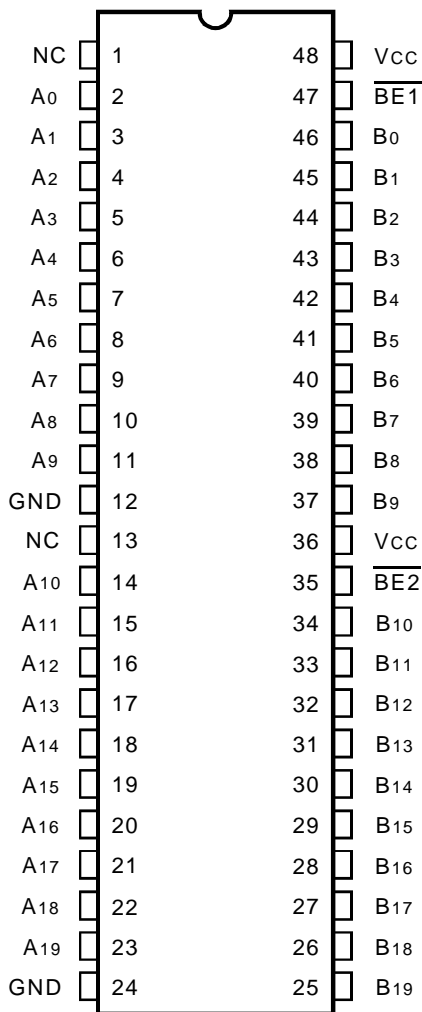 NC 1 48 VCC
A0 2 47 BE1
A1 3 46 B0
A2 4 45 B1
A3 5 44 B2
A4 6 43 B3
A5 7 42 B4
A6 8 41 B5
A7 9 40 B6
A8 10 39 B7
A9 11 38 B8
GND 12 37 B9
NC 13 36 VCC
A10 14 35 BE2
A11 15 34 B10
A12 16 33 B11
A13 17 32 B12
A14 18 31 B13
A15 19 30 B14
A16 20 29 B15
A17 21 28 B16
A18 22 27 B17
A19 23 26 B18
GND 24 25 B19